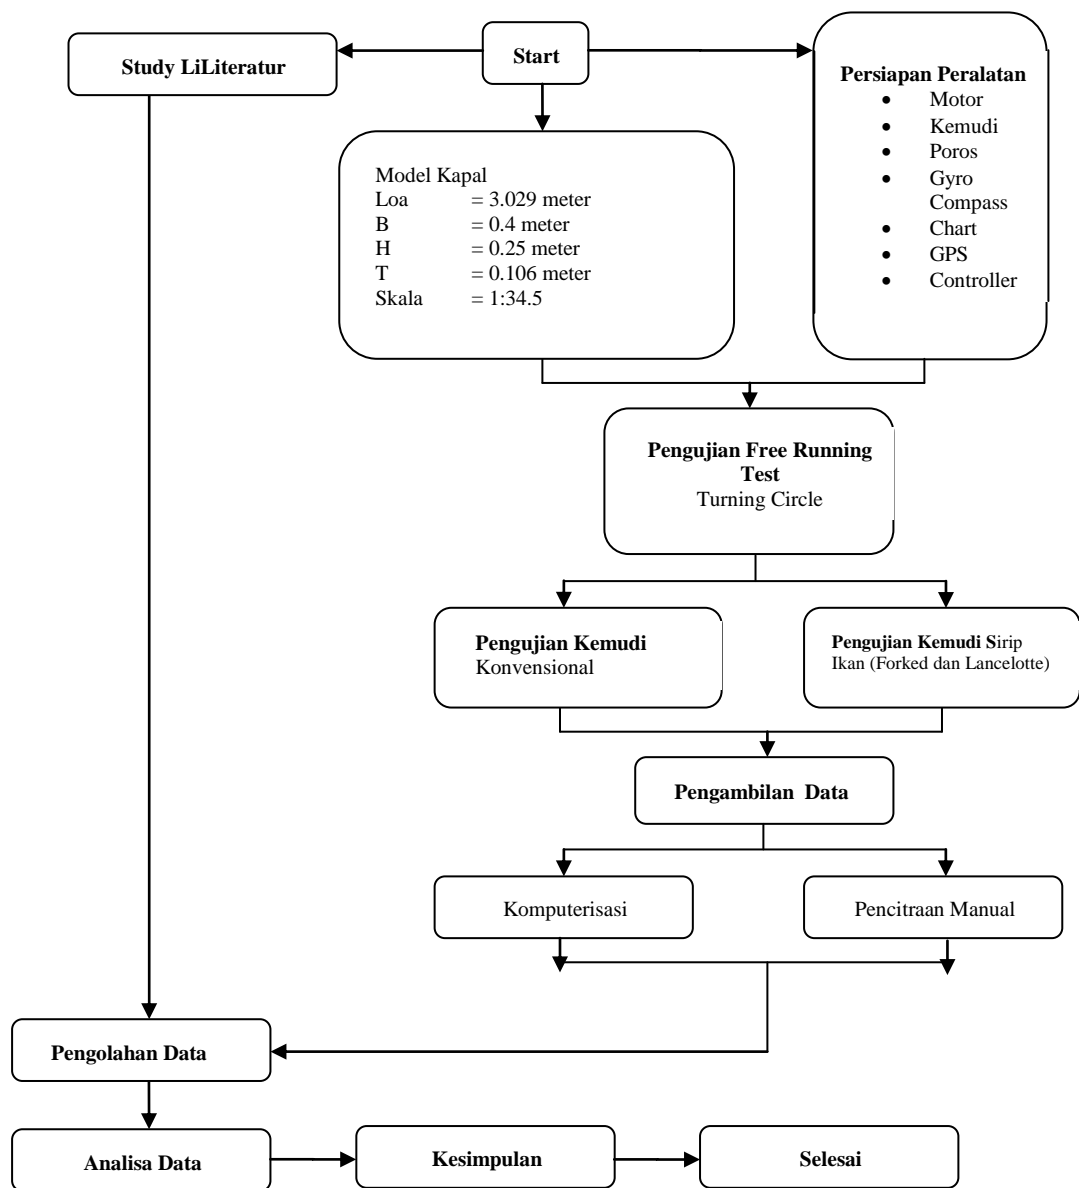 Start
Study LiLiteratur
Persiapan Peralatan
• Motor
• Kemudi
• Poros
• Gyro
Compass
• Chart
• GPS
• Controller
Model Kapal
Loa = 3.029 meter
B = 0.4 meter
H = 0.25 meter
T = 0.106 meter
Skala = 1:34.5
Pengujian Free Running
Test
Turning Circle
Pengujian Kemudi
Konvensional
Pengujian Kemudi Sirip
Ikan (Forked dan Lancelotte)
Pengambilan Data
Komputerisasi
Pencitraan Manual
Pengolahan Data
Analisa Data
Kesimpulan
Selesai